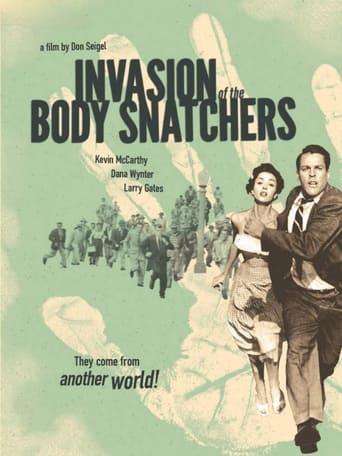 a film by Don Seigel
INVASION of the
BODY SNATCHERS
Kevin McCarthy
Dana Wynter
Larry Gates
They come from
another world!